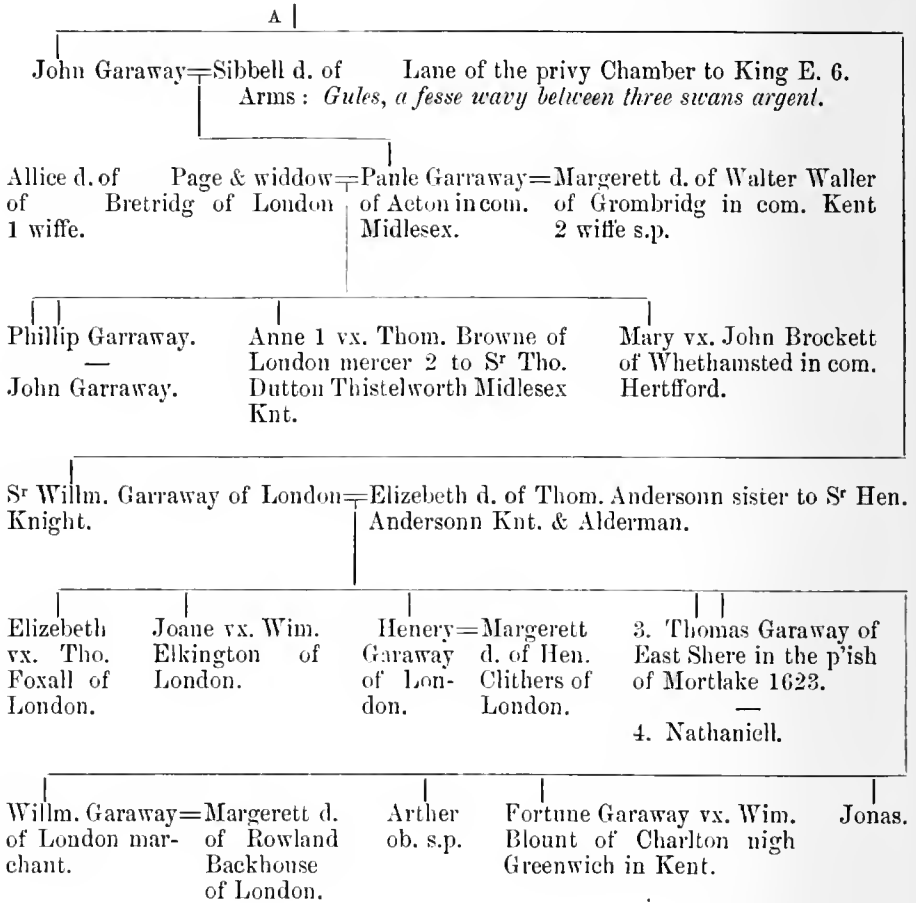 A
John Garaway=Sibbell d. of Lane of the privy Chamber to King E. 6.
Arms : Gules, a fesse wavy between three swans argent.
Allice d. of Page & widdow
of Bretridg of London
1 wiffe.
=Paule Garraway=
of Acton in com.
Midlesex.
Margerett d. of Walter Waller
of Grombridg in com. Kent
2 wiffe s.p.
Phillip Garraway.
—
John Garraway.
Anne 1 vx. Thom. Browne of
London mercer 2 to Sr Tho.
Dutton Thistelworth Midlesex
Knt.
Mary vx. John Brockett
of Whethamsted in com.
Hertfford.
Sr Willm. Garraway of London=
Knight.
Elizebeth d. of Thom. Andersonn sister to Sr Hen.
Andersonn Knt. & Alderman.
Elizebeth
vx. Tho.
Foxall of
London.
Joane vx. Wim.
Elkington of
London.
Henery=
Garaway
of Lon-
don.
Margerett
d. of Hen.
Clithers of
London.
3. Thomas Garaway of
East Shere in the p'ish
of Mortlake 1623.
—
4. Nathaniell.
Willm. Garaway=
of London mar-
chant.
Margerett d.
of Rowland
Backhouse
of London.
Arther
ob. s.p.
Fortune Garaway vx. Wim.
Blount of Charlton nigh
Greenwich in Kent.
Jonas.